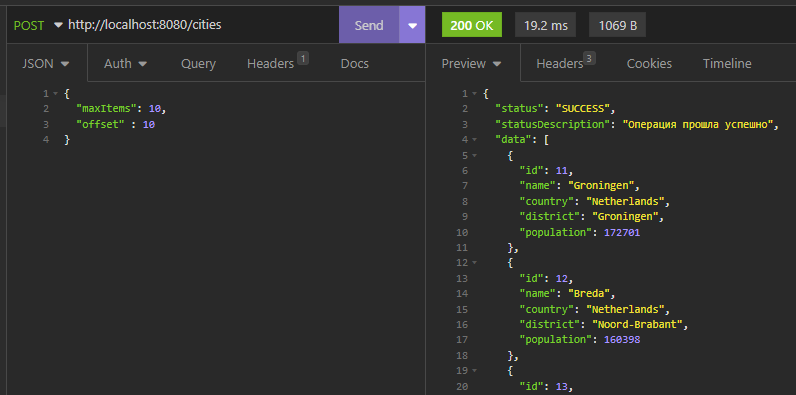 POST http://localhost:8080/cities Send 200 OK 19.2 ms 1069 B
JSON Auth Query Headers 1 Docs Preview Headers 3 Cookies Timeline
1 {
2 "maxItems": 10,
3 "offset" : 10
4 }
1 {
2 "status": "SUCCESS",
3 "statusDescription": "Операция прошла успешно",
4 "data": [
5 {
6 "id": 11,
7 "name": "Groningen",
8 "country": "Netherlands",
9 "district": "Groningen",
10 "population": 172701
11 },
12 {
13 "id": 12,
14 "name": "Breda",
15 "country": "Netherlands",
16 "district": "Noord-Brabant",
17 "population": 160398
18 },
19 {
20 "id": 13,